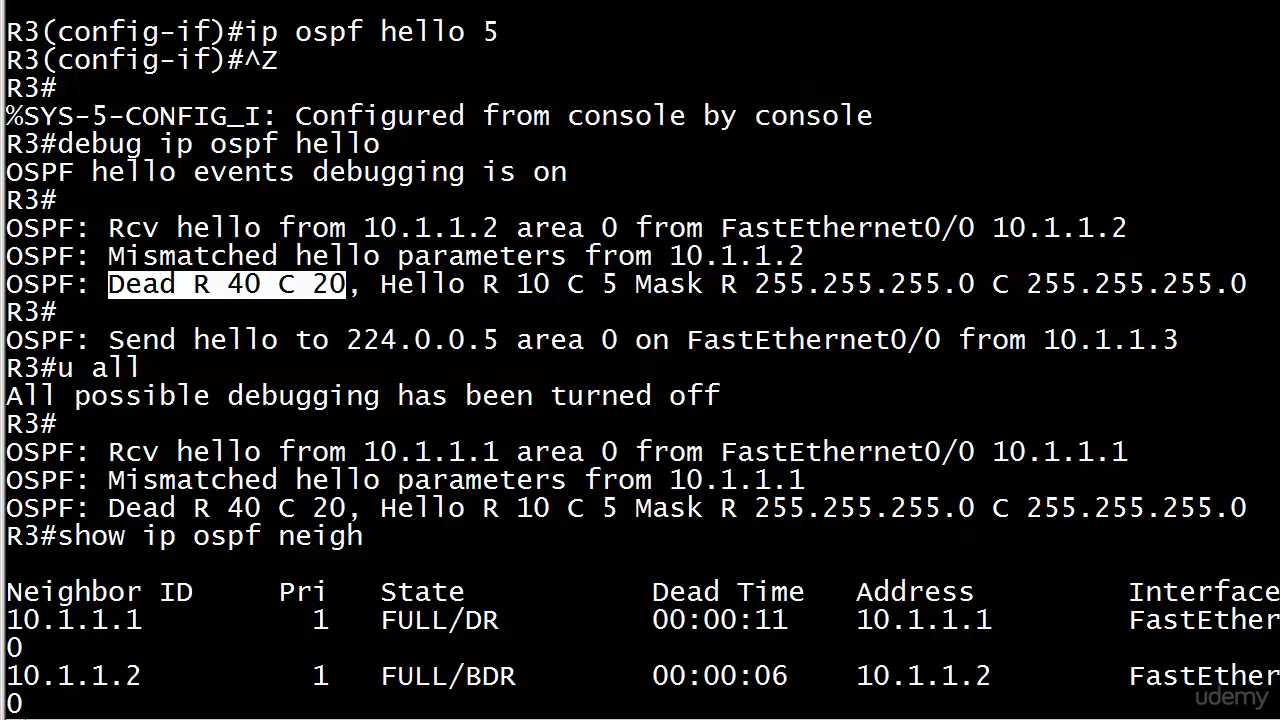 R3(config-if)#ip ospf hello 5
R3(config-if)#^Z
R3#
%SYS-5-CONFIG_I: Configured from console by console
R3#debug ip ospf hello
OSPF hello events debugging is on
R3#
OSPF: Rcv hello from 10.1.1.2 area 0 from FastEthernet0/0 10.1.1.2
OSPF: Mismatched hello parameters from 10.1.1.2
OSPF: Dead R 40 C 20, Hello R 10 C 5 Mask R 255.255.255.0 C 255.255.255.0
R3#
OSPF: Send hello to 224.0.0.5 area 0 on FastEthernet0/0 from 10.1.1.3
R3#u all
All possible debugging has been turned off
R3#
OSPF: Rcv hello from 10.1.1.1 area 0 from FastEthernet0/0 10.1.1.1
OSPF: Mismatched hello parameters from 10.1.1.1
OSPF: Dead R 40 C 20, Hello R 10 C 5 Mask R 255.255.255.0 C 255.255.255.0
R3#show ip ospf neigh
Neighbor ID Pri State Dead Time Address Interface
10.1.1.1 1 FULL/DR 00:00:11 10.1.1.1 FastEther
0
10.1.1.2 1 FULL/BDR 00:00:06 10.1.1.2 FastEther
0
udemy